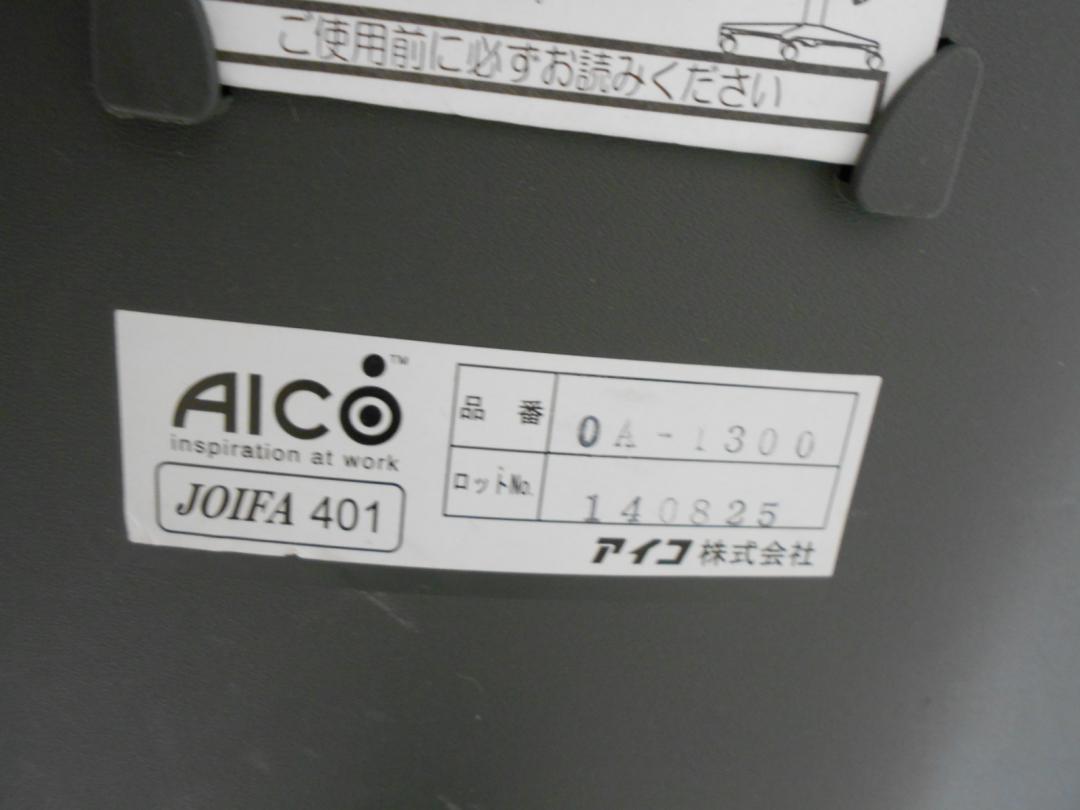 ご使用前に必ずお読みください
AICO™
inspiration at work
JOIFA 401
品番 OA-1300
ロットNo. 140825
アイコ株式会社